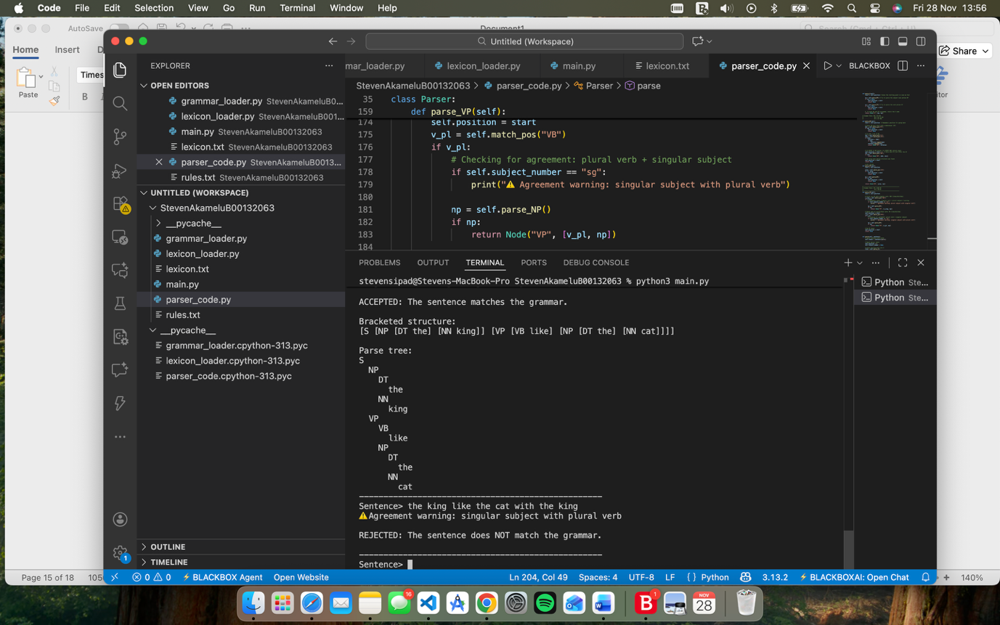 Code File Edit Selection View Go Run Terminal Window Help Fri 28 Nov 13:56
AutoSave Document1
Home Insert Share
Untitled (Workspace)
Paste Times
B I
EXPLORER
mar_loader.py lexicon_loader.py main.py lexicon.txt parser_code.py BLACKBOX
OPEN EDITORS
grammar_loader.py StevenAkameluB0...
lexicon_loader.py StevenAkameluB001...
main.py StevenAkameluB00132063
lexicon.txt StevenAkameluB00132063
parser_code.py StevenAkameluB0013...
rules.txt StevenAkameluB00132063
UNTITLED (WORKSPACE)
StevenAkameluB00132063
__pycache__
grammar_loader.py
lexicon_loader.py
lexicon.txt
main.py
parser_code.py
rules.txt
__pycache__
grammar_loader.cpython-313.pyc
lexicon_loader.cpython-313.pyc
parser_code.cpython-313.pyc
OUTLINE
TIMELINE
StevenAkameluB00132063 > parser_code.py > Parser > parse
35 class Parser:
159 def parse_VP(self):
174 self.position = start
175 v_pl = self.match_pos("VB")
176 if v_pl:
177 # Checking for agreement: plural verb + singular subject
178 if self.subject_number == "sg":
179 print("⚠️ Agreement warning: singular subject with plural verb")
180
181 np = self.parse_NP()
182 if np:
183 return Node("VP", [v_pl, np])
184
PROBLEMS OUTPUT TERMINAL PORTS DEBUG CONSOLE
Python Ste...
Python Ste...
stevensipad@Stevens-MacBook-Pro StevenAkameluB00132063 % python3 main.py
ACCEPTED: The sentence matches the grammar.
Bracketed structure:
[S [NP [DT the] [NN king]] [VP [VB like] [NP [DT the] [NN cat]]]]
Parse tree:
S
NP
DT
the
NN
king
VP
VB
like
NP
DT
the
NN
cat
--------------------------------------------------
Sentence> the king like the cat with the king
⚠️ Agreement warning: singular subject with plural verb
REJECTED: The sentence does NOT match the grammar.
--------------------------------------------------
Sentence>
0 0 BLACKBOX Agent Open Website Ln 204, Col 49 Spaces: 4 UTF-8 LF { } Python 3.13.2 BLACKBOXAI: Open Chat
1
Page 15 of 18 140%
16
1
NOV
28